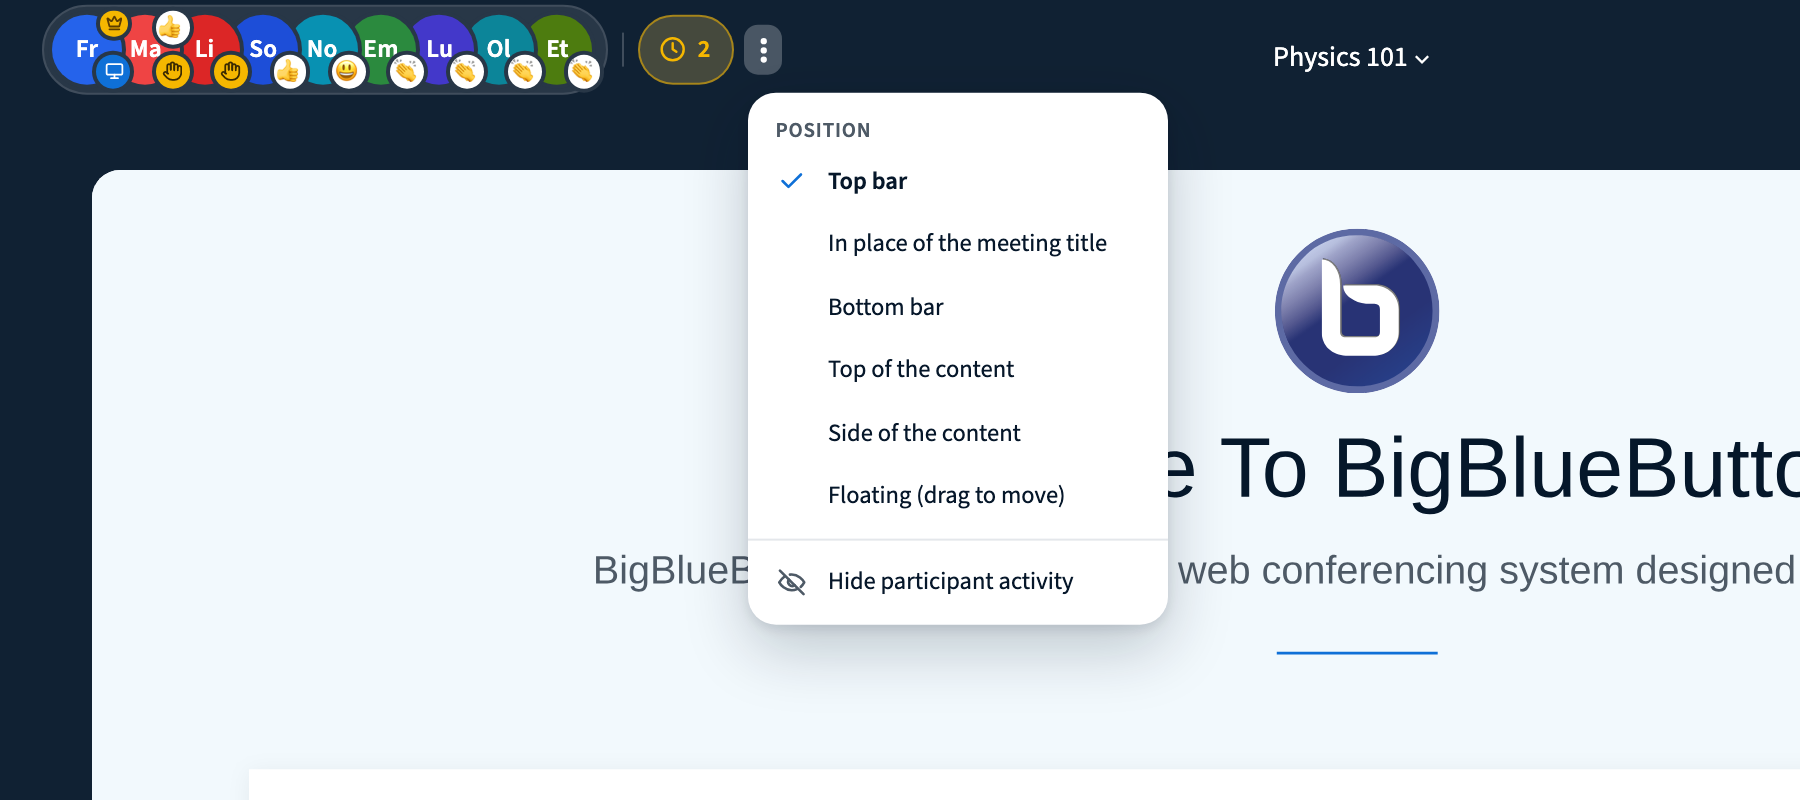 Fr Ma Li So No Em Lu Ol Et 2
Physics 101
POSITION
Top bar
In place of the meeting title
Bottom bar
Top of the content
Side of the content
Floating (drag to move)
Hide participant activity
e To BigBlueButto
BigBlueB web conferencing system designed